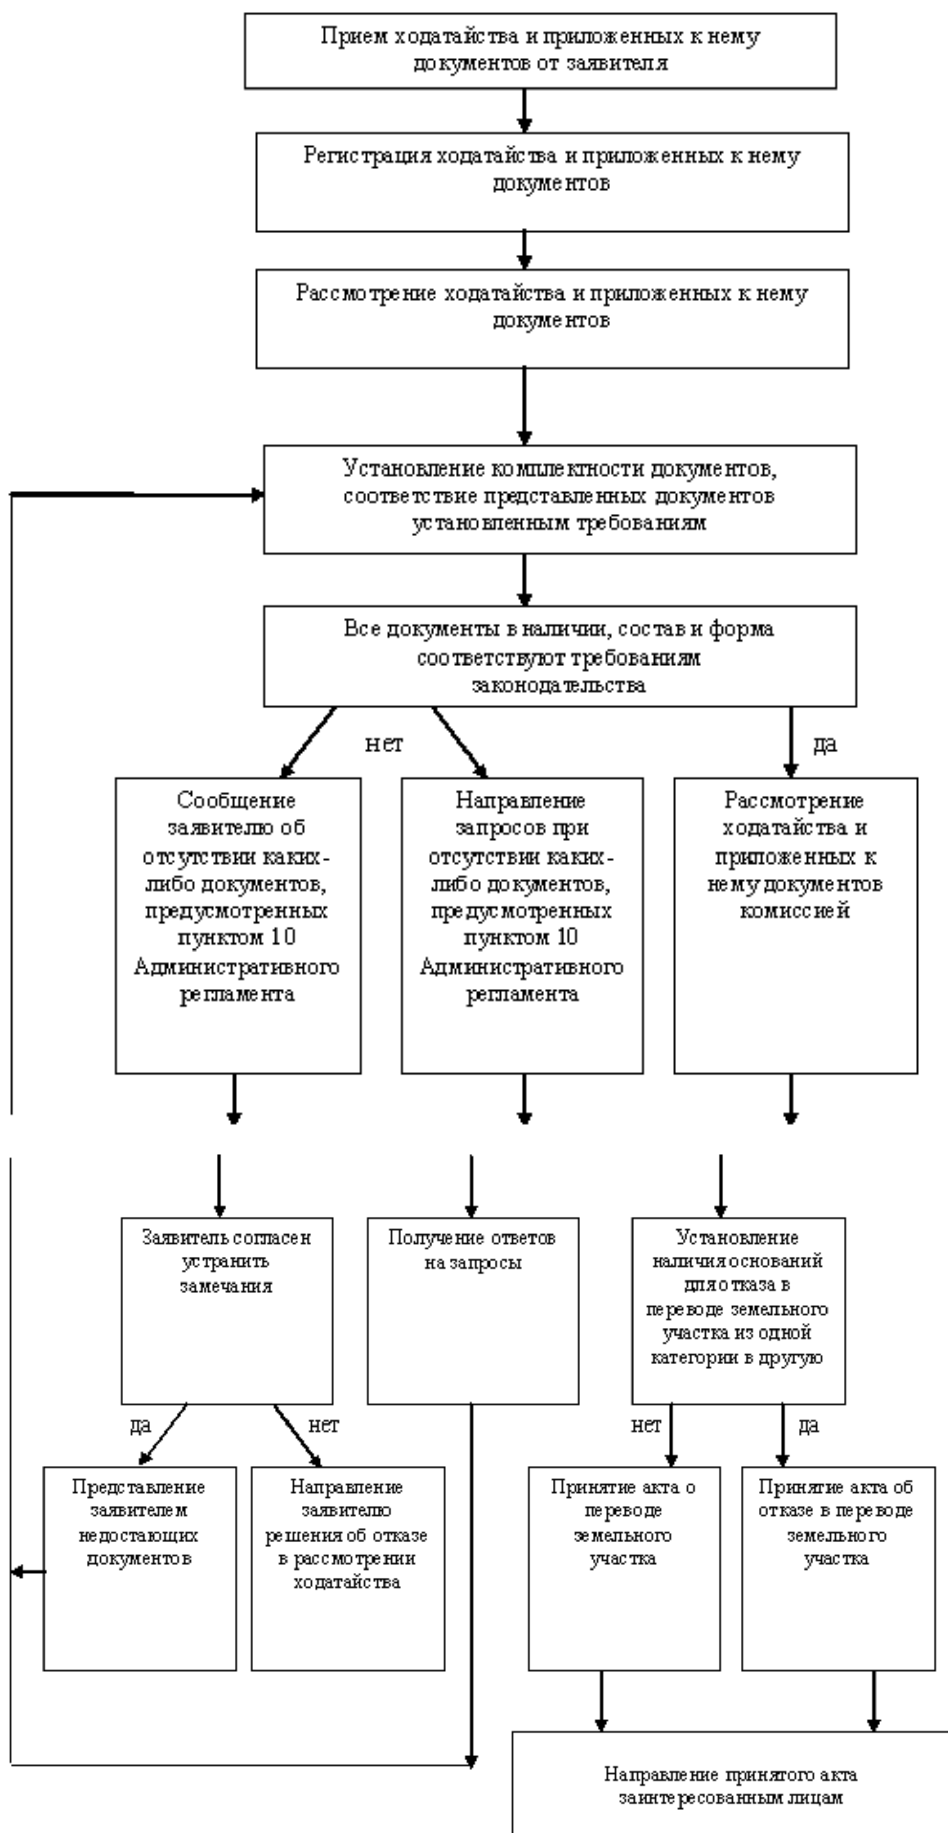 Прием ходатайства и приложенных к нему
документов от заявителя
Регистрация ходатайства и приложенных к нему
документов
Рассмотрение ходатайства и приложенных к нему
документов
Установление комплектности документов,
соответствие представленных документов
установленным требованиям
Все документы в наличии, состав и форма
соответствуют требованиям
законодательства
нет
да
Сообщение
заявителю об
отсутствии каких-
либо документов,
предусмотренных
пунктом 10
Административного
регламента
Направление
запросов при
отсутствии каких-
либо документов,
предусмотренных
пунктом 10
Административного
регламента
Рассмотрение
ходатайства и
приложенных к
нему документов
комиссией
Заявитель согласен
устранить
замечания
Получение ответов
на запросы
Установление
наличия оснований
для отказа в
переводе земельного
участка из одной
категории в другую
да
нет
нет
да
Представление
заявителем
недостающих
документов
Направление
заявителю
решения об отказе
в рассмотрении
ходатайства
Принятие акта о
переводе
земельного
участка
Принятие акта об
отказе в переводе
земельного
участка
Направление принятого акта
заинтересованным лицам